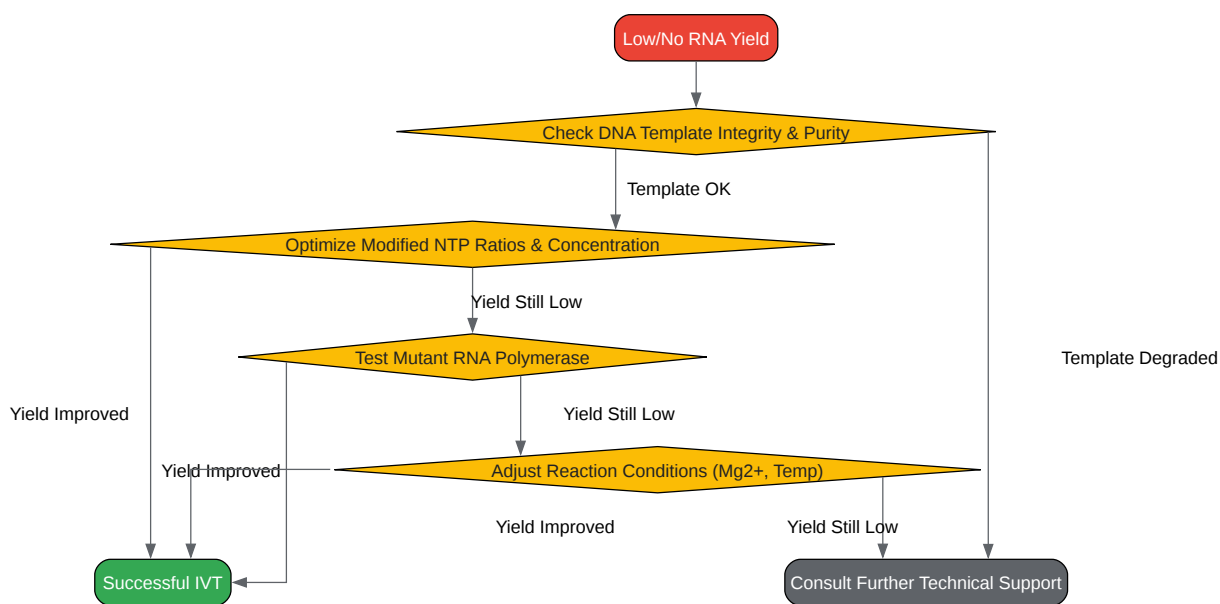 Low/No RNA Yield
Check DNA Template Integrity & Purity
Template OK
Optimize Modified NTP Ratios & Concentration
Yield Still Low
Test Mutant RNA Polymerase
Template Degraded
Yield Improved
Yield Still Low
Yield Improved
Adjust Reaction Conditions (Mg2+, Temp)
Yield Improved
Yield Still Low
Successful IVT
Consult Further Technical Support